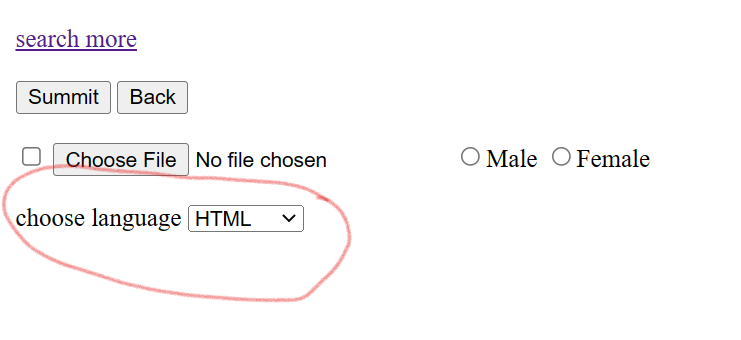 search more
Summit Back
Choose File No file chosen Male Female
choose language HTML